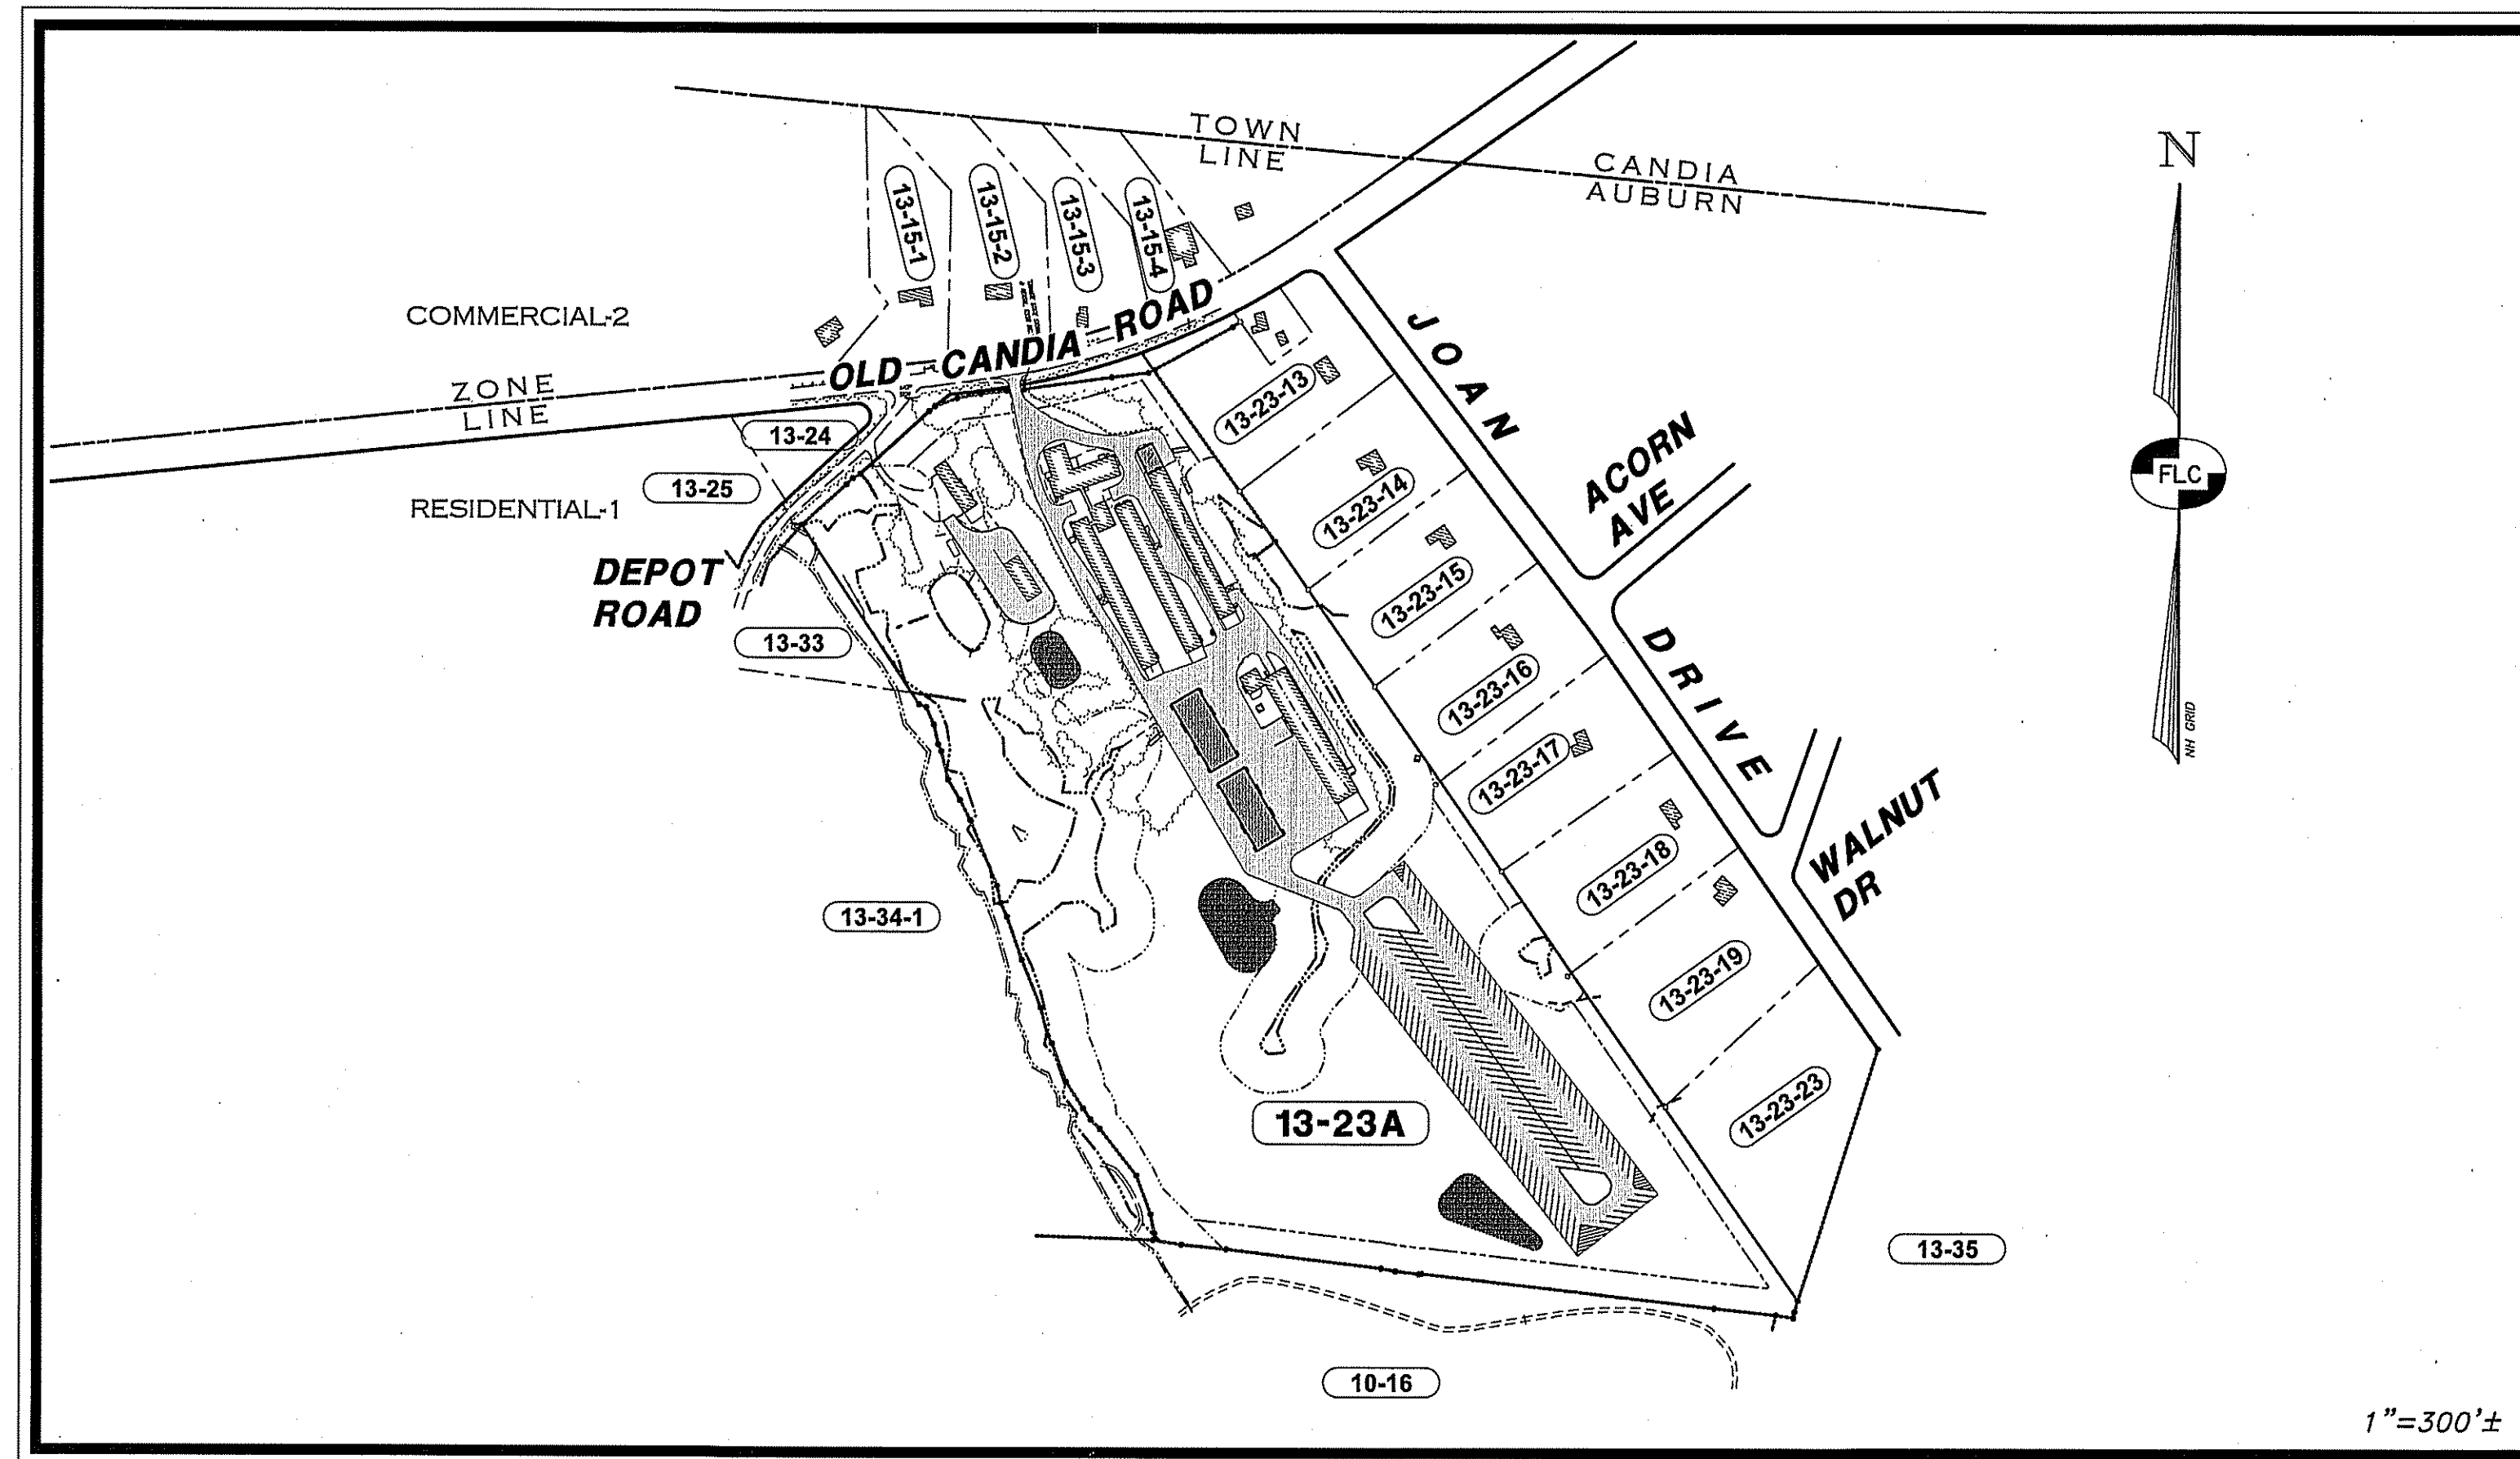 TOWN
LINE
CANDIA
AUBURN
N
13-15-1
13-15-2
13-15-3
13-15-4
COMMERCIAL-2
OLD CANDIA ROAD
ZONE
LINE
JOAN
DRIVE
13-24
13-25
RESIDENTIAL-1
DEPOT
ROAD
13-33
13-23-13
13-23-14
13-23-15
13-23-16
13-23-17
13-23-18
13-23-19
13-23-23
ACORN
AVE
WALNUT
DR
FLC
NH GRID
13-34-1
13-23A
13-35
10-16
1"=300'±